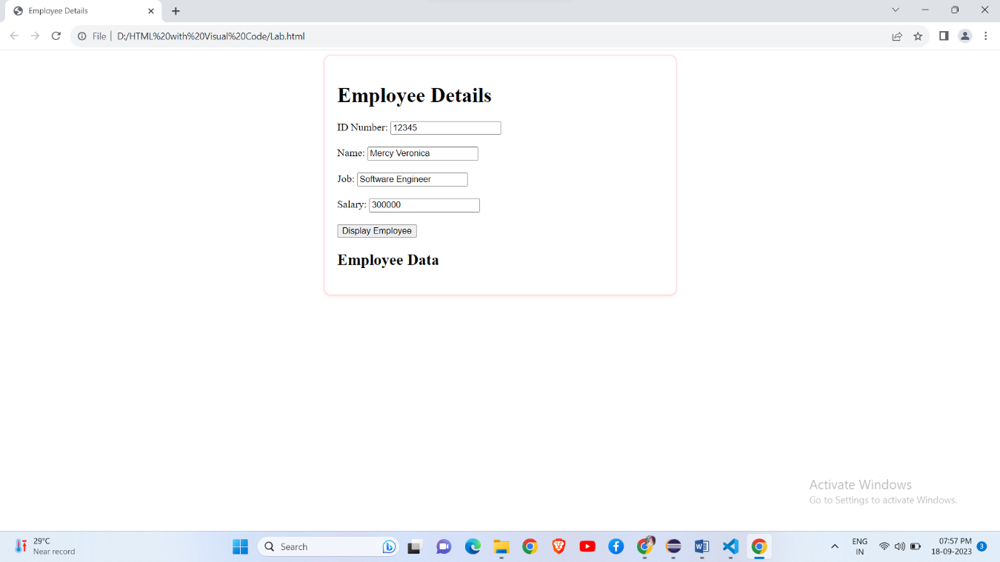 Employee Details
File
D:/HTML%20with%20Visual%20Code/Lab.html
Employee Details
ID Number: 12345
Name: Mercy Veronica
Job: Software Engineer
Salary: 300000
Display Employee
Employee Data
Activate Windows
Go to Settings to activate Windows.
29°C
Near record
Search
ENG
IN
07:57 PM
18-09-2023
3